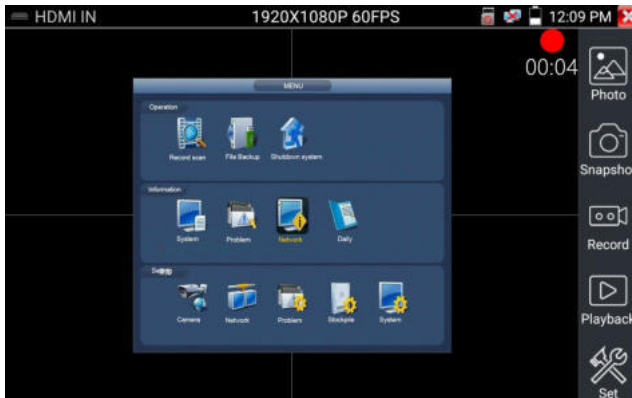 HDMI IN 1920X1080P 60FPS 12:09 PM
00:04
MENU
Operation
Record scan File Backup Shutdown system
Information
System Problem Network Daily
Camera Network Problem Stockpile System
Photo
Snapsho
Record
Playback
Set